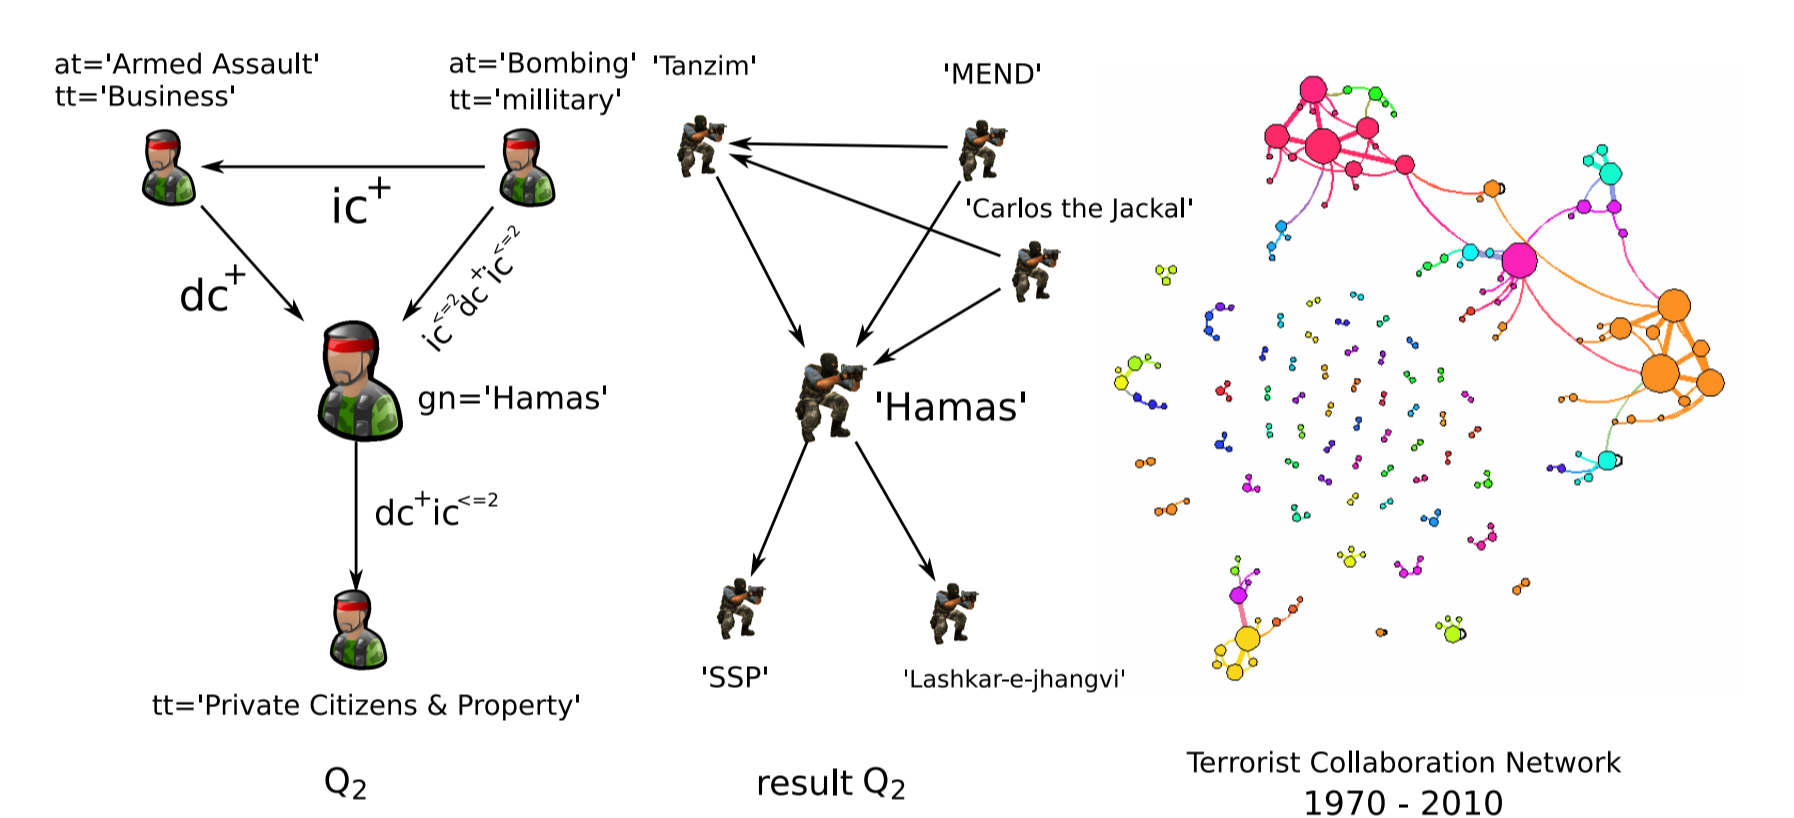 at='Armed Assault'
tt='Business'
at='Bombing'
tt='millitary'
ic+
dc+
ic<=2dc+ic<=2
gn='Hamas'
dc+ic<=2
tt='Private Citizens & Property'
Q2
'Tanzim'
'MEND'
'Carlos the Jackal'
'Hamas'
'SSP'
'Lashkar-e-jhangvi'
result Q2
Terrorist Collaboration Network
1970 - 2010